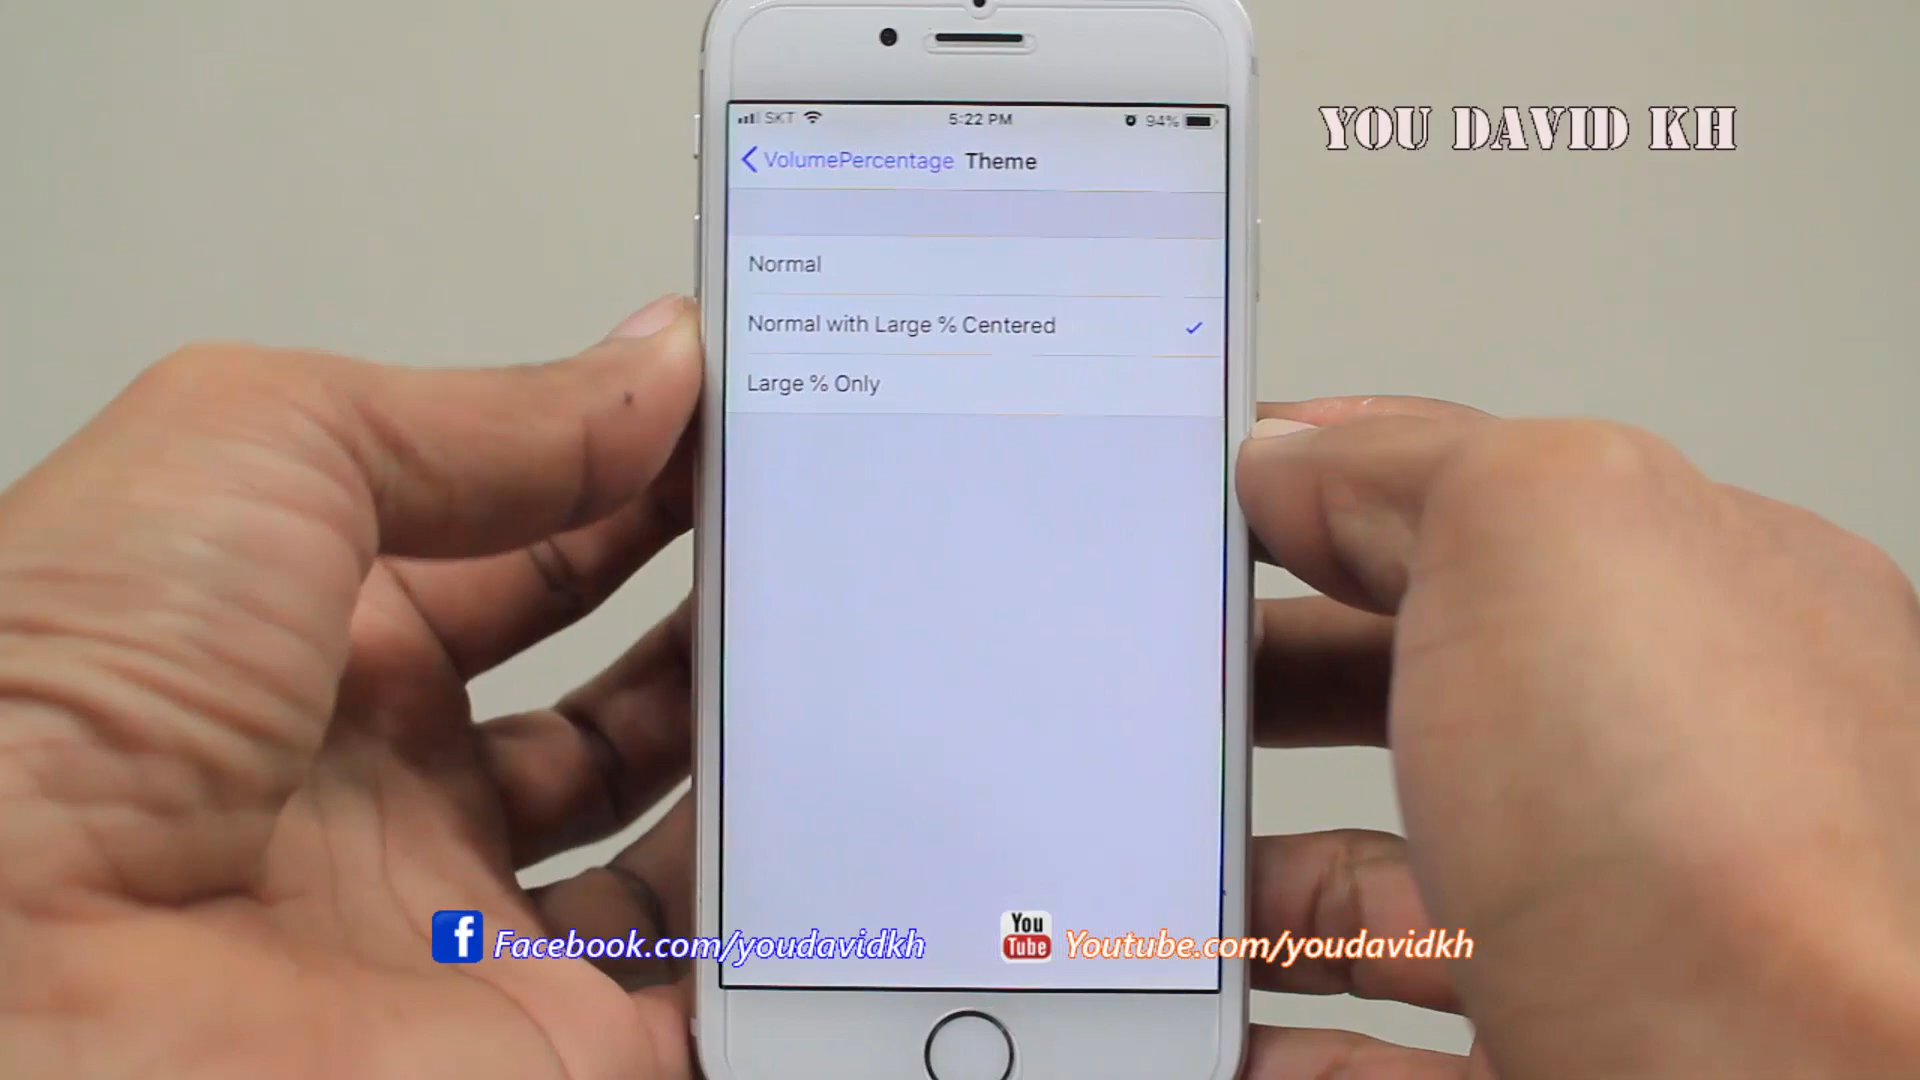 SKT 5:22 PM 94%
VolumePercentage Theme
YOU DAVID KH
Normal
Normal with Large % Centered
Large % Only
Facebook.com/youdavidkh
You Tube Youtube.com/youdavidkh